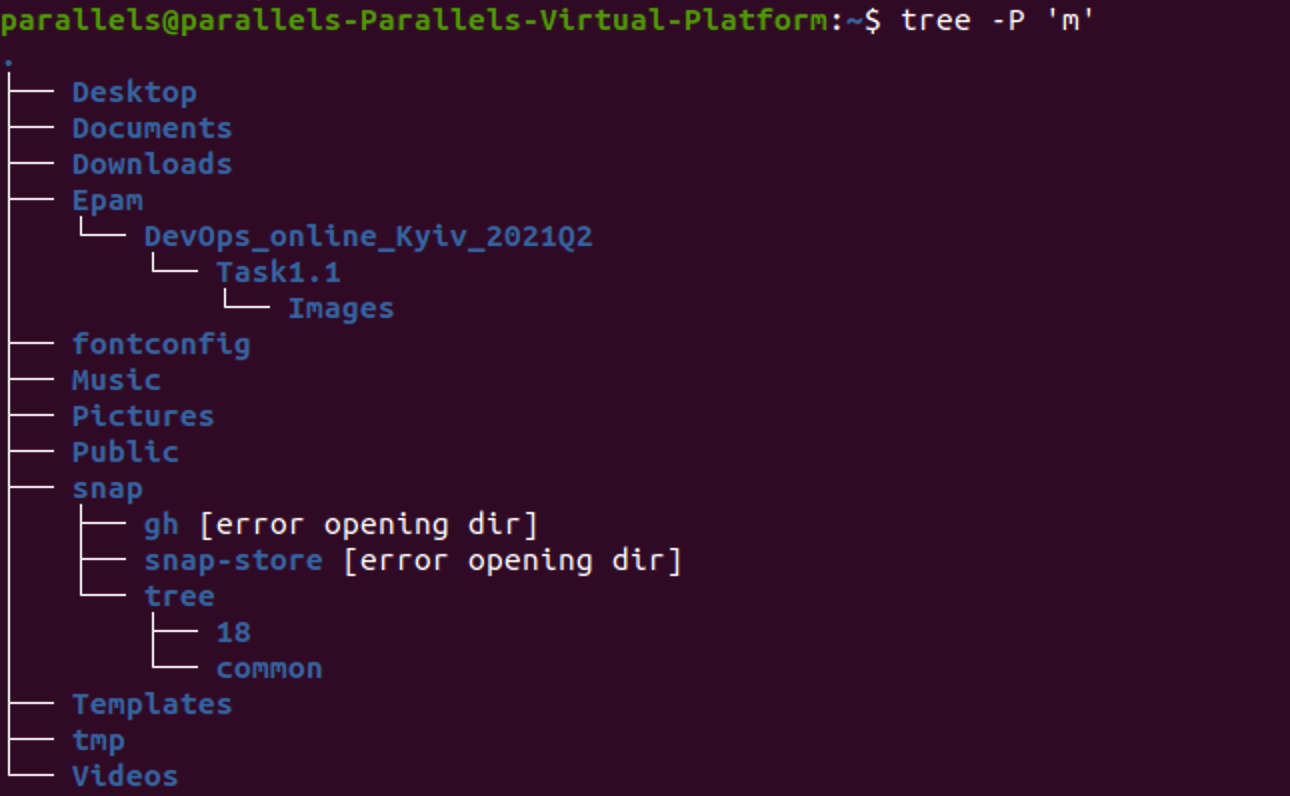 parallels@parallels-Parallels-Virtual-Platform:~$ tree -P 'm'
.
├── Desktop
├── Documents
├── Downloads
├── Epam
│   └── DevOps_online_Kyiv_2021Q2
│       └── Task1.1
│           └── Images
├── fontconfig
├── Music
├── Pictures
├── Public
├── snap
│   ├── gh [error opening dir]
│   ├── snap-store [error opening dir]
│   └── tree
│       ├── 18
│       └── common
├── Templates
├── tmp
└── Videos